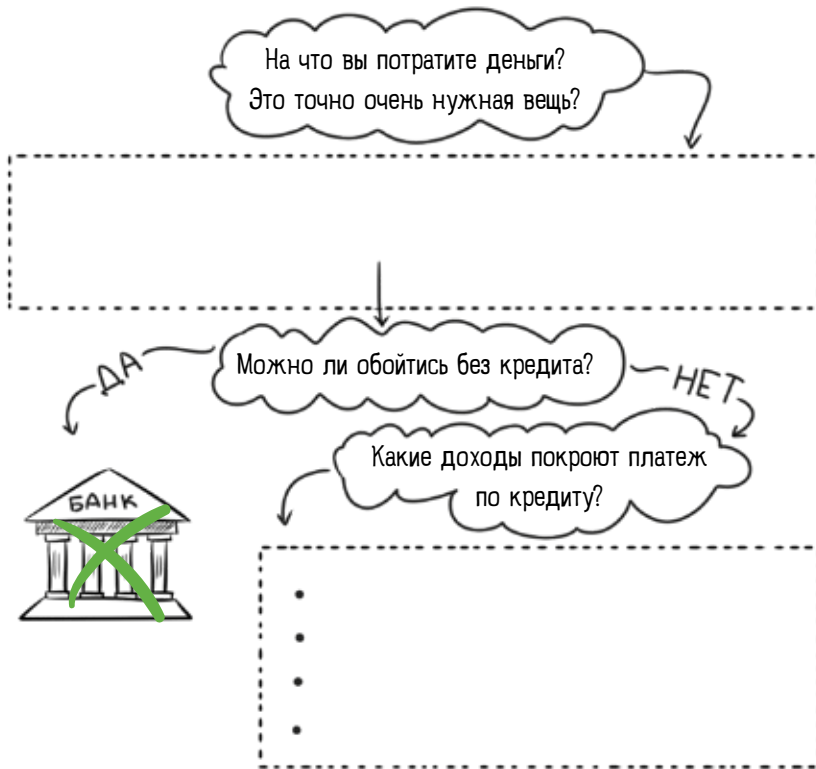 На что вы потратите деньги?
Это точно очень нужная вещь?
Можно ли обойтись без кредита?
ДА
НЕТ
Какие доходы покроют платеж
по кредиту?
БАНК